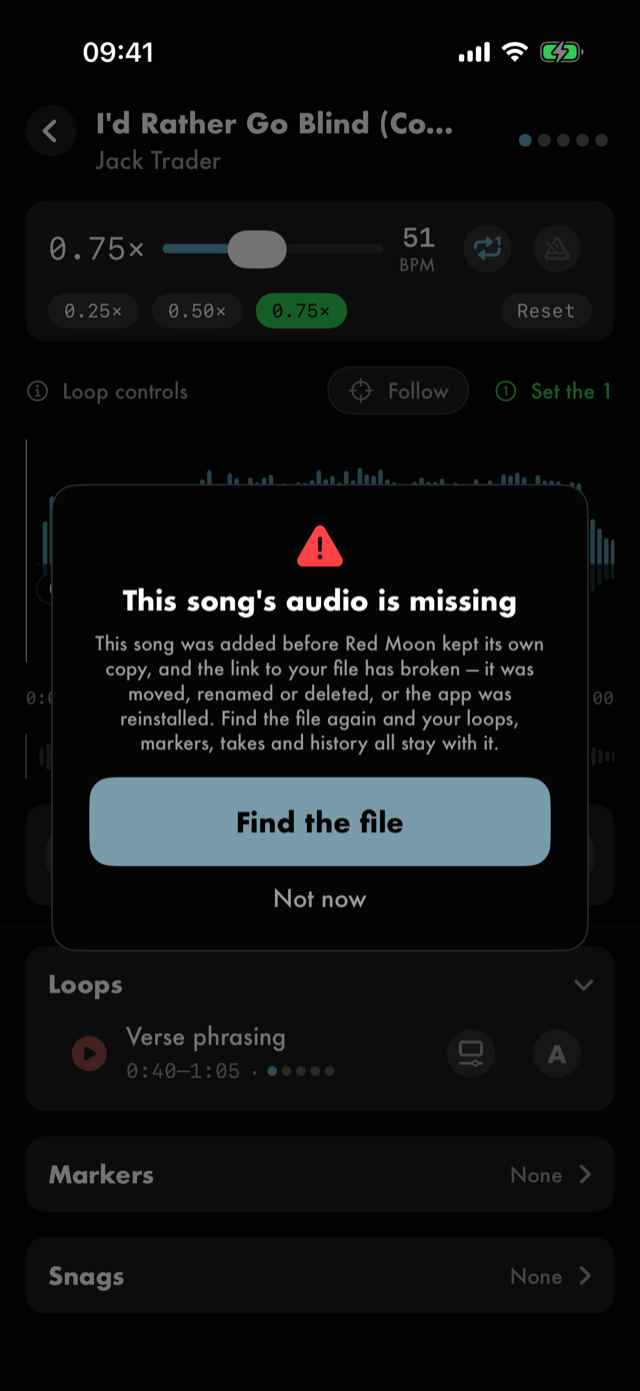 09:41
I'd Rather Go Blind (Co...
Jack Trader
0.75×
51
BPM
0.25×
0.50×
0.75×
Reset
Loop controls
Follow
1
Set the 1
This song's audio is missing
This song was added before Red Moon kept its own
copy, and the link to your file has broken — it was
moved, renamed or deleted, or the app was
reinstalled. Find the file again and your loops,
markers, takes and history all stay with it.
Find the file
Not now
Loops
Verse phrasing
0:40—1:05 ·
A
Markers
None
Snags
None